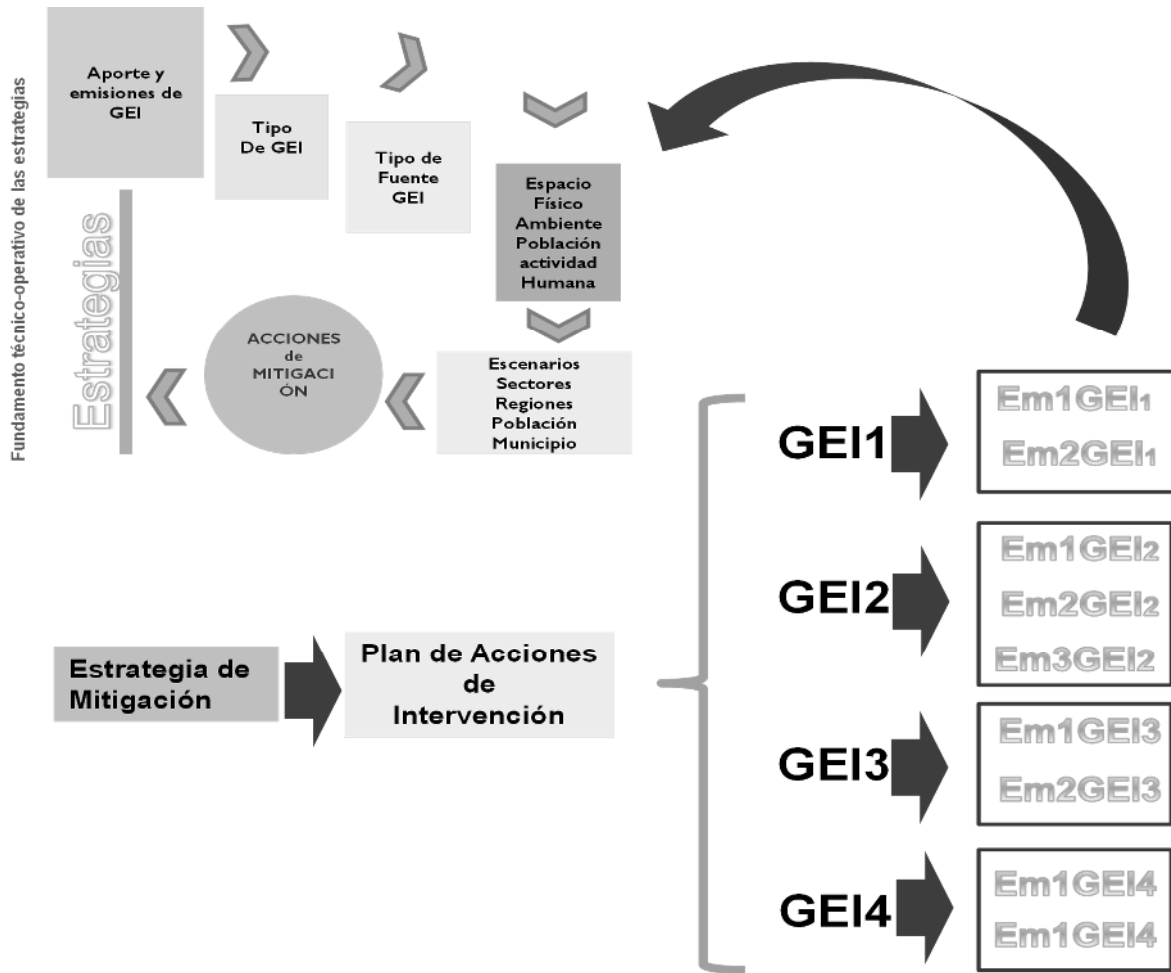 Fundamento técnico-operativo de las estrategias
Aporte y
emisiones de
GEI
Tipo
De GEI
Tipo de
Fuente
GEI
Espacio
Físico
Ambiente
Población
actividad
Humana
Escenarios
Sectores
Regiones
Población
Municipio
ACCIONES
de
MITIGACI
ÓN
Estrategias
Estrategia de
Mitigación
Plan de Acciones
de
Intervención
GEI1
Em1GEI1
Em2GEI1
GEI2
Em1GEI2
Em2GEI2
Em3GEI2
GEI3
Em1GEI3
Em2GEI3
GEI4
Em1GEI4
Em1GEI4